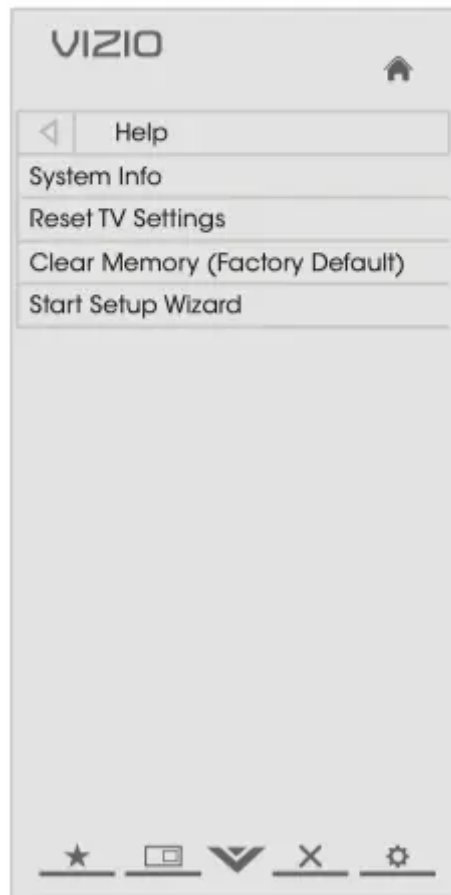 VIZIO
Help
System Info
Reset TV Settings
Clear Memory (Factory Default)
Start Setup Wizard